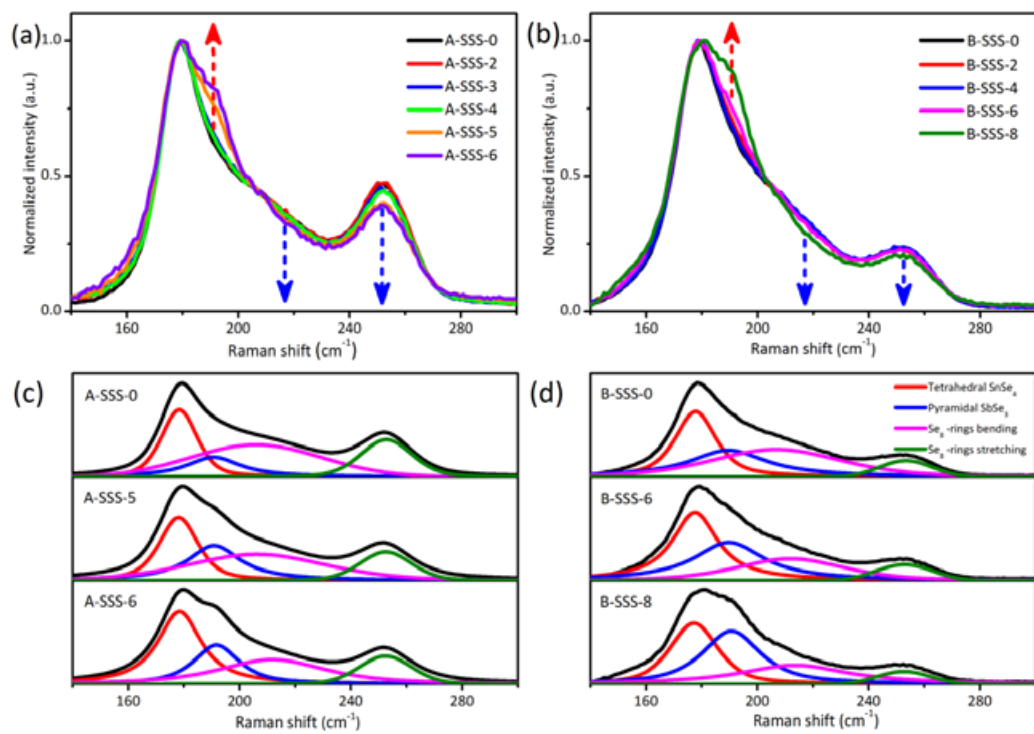 (a)
Normalized intensity (a.u.)
1.0
0.5
0.0
160
200
240
280
Raman shift (cm⁻¹)
A-SSS-0
A-SSS-2
A-SSS-3
A-SSS-4
A-SSS-5
A-SSS-6
(b)
Normalized intensity (a.u.)
1.0
0.5
0.0
160
200
240
280
Raman shift (cm⁻¹)
B-SSS-0
B-SSS-2
B-SSS-4
B-SSS-6
B-SSS-8
(c)
A-SSS-0
A-SSS-5
A-SSS-6
160
200
240
280
Raman shift (cm⁻¹)
(d)
B-SSS-0
Tetrahedral SnSe₄
Pyramidal SbSe₃
Se₈ -rings bending
Se₈ -rings stretching
B-SSS-6
B-SSS-8
160
200
240
280
Raman shift (cm⁻¹)